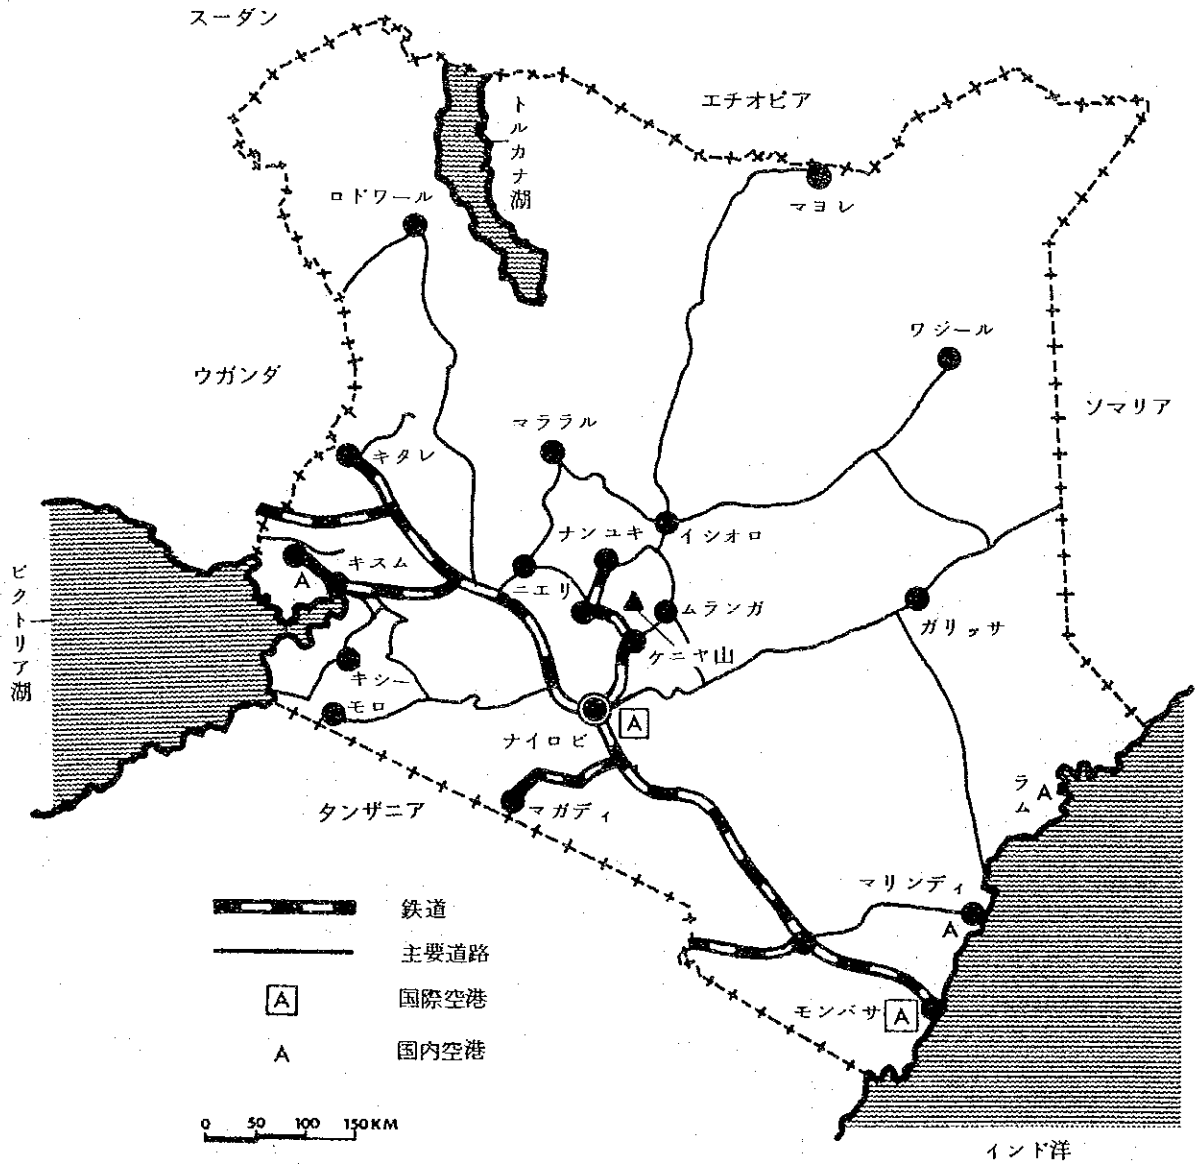 スーダン
エチオピア
トルカナ湖
ロドワール
マヨレ
ワジール
ウガンダ
ソマリア
マララル
キタレ
ナンユキ
イシオロ
キスム
A
ニエリ
ムランガ
ガリッサ
ビクトリア湖
ケニヤ山
キシー
モロ
A
ナイロビ
ラム
A
タンザニア
マガディ
マリンディ
A
鉄道
主要道路
モンバサ
A
A
国際空港
A
国内空港
0 50 100 150KM
インド洋